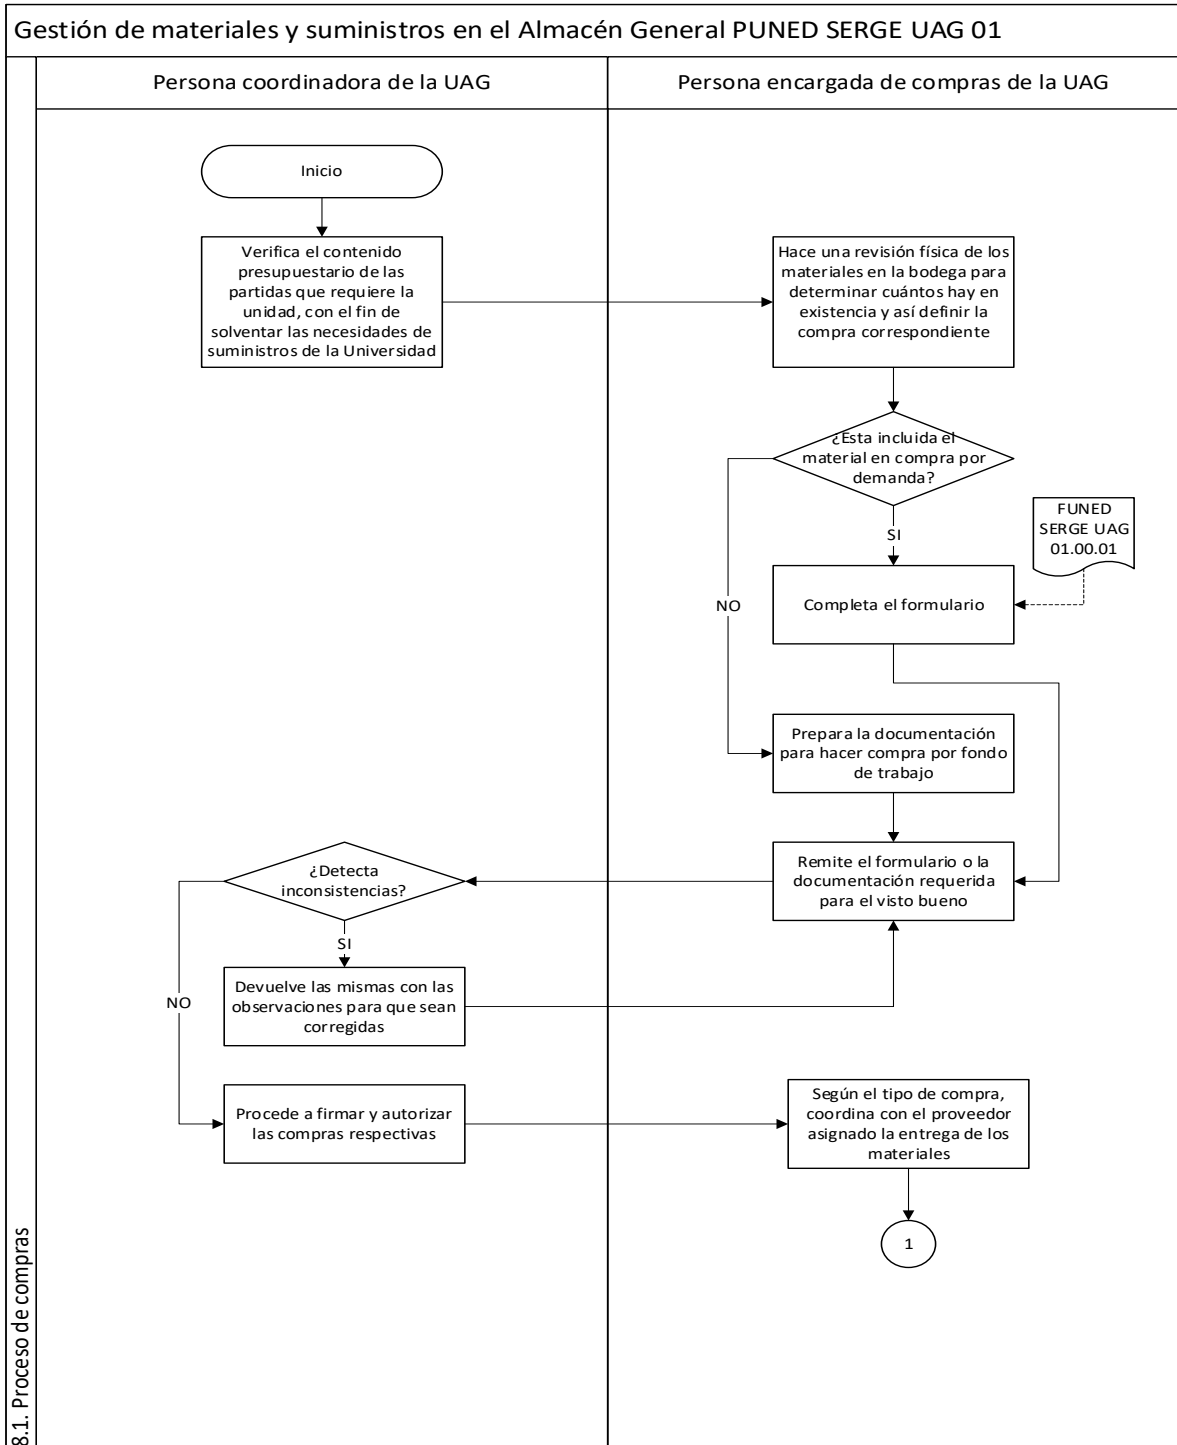 Gestión de materiales y suministros en el Almacén General PUNED SERGE UAG 01
Persona coordinadora de la UAG
Persona encargada de compras de la UAG
Inicio
Verifica el contenido
presupuestario de las
partidas que requiere la
unidad, con el fin de
solventar las necesidades de
suministros de la Universidad
Hace una revisión física de los
materiales en la bodega para
determinar cuántos hay en
existencia y así definir la
compra correspondiente
¿Esta incluida el
material en compra por
demanda?
SI
FUNED
SERGE UAG
01.00.01
NO
Completa el formulario
Prepara la documentación
para hacer compra por fondo
de trabajo
Remite el formulario o la
documentación requerida
para el visto bueno
¿Detecta
inconsistencias?
SI
NO
Devuelve las mismas con las
observaciones para que sean
corregidas
Procede a firmar y autorizar
las compras respectivas
Según el tipo de compra,
coordina con el proveedor
asignado la entrega de los
materiales
1
8.1. Proceso de compras